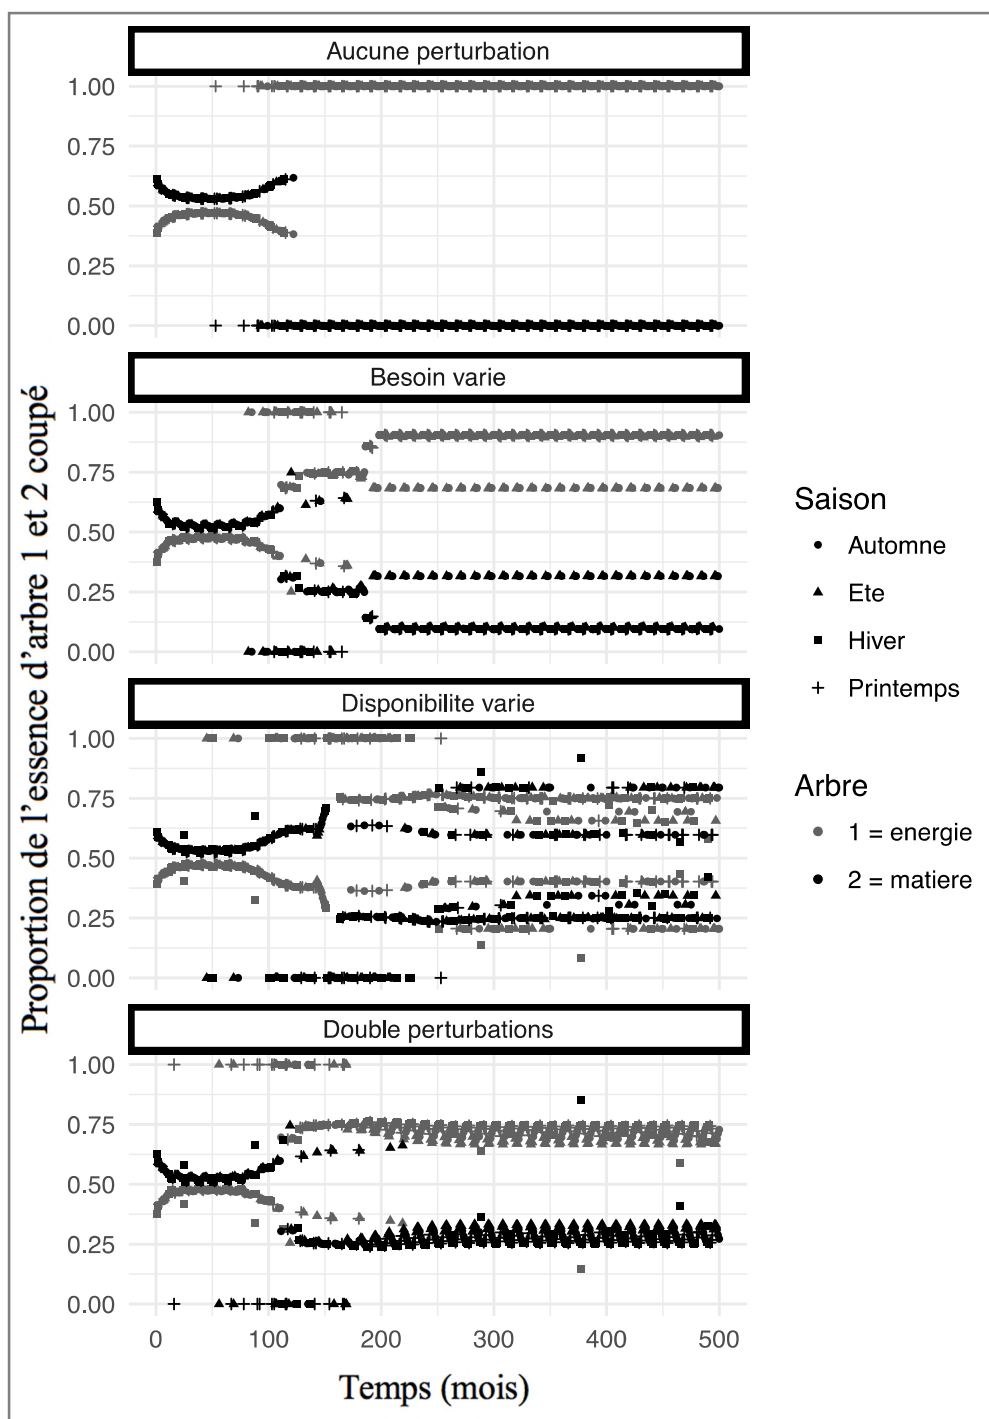 Aucune perturbation
1.00
0.75
0.50
0.25
0.00
Besoin varie
1.00
0.75
0.50
0.25
0.00
Disponibilite varie
1.00
0.75
0.50
0.25
0.00
Double perturbations
1.00
0.75
0.50
0.25
0.00
0 100 200 300 400 500
Temps (mois)
Proportion de l'essence d'arbre 1 et 2 coupé
Saison
Automne
Ete
Hiver
Printemps
Arbre
1 = energie
2 = matiere